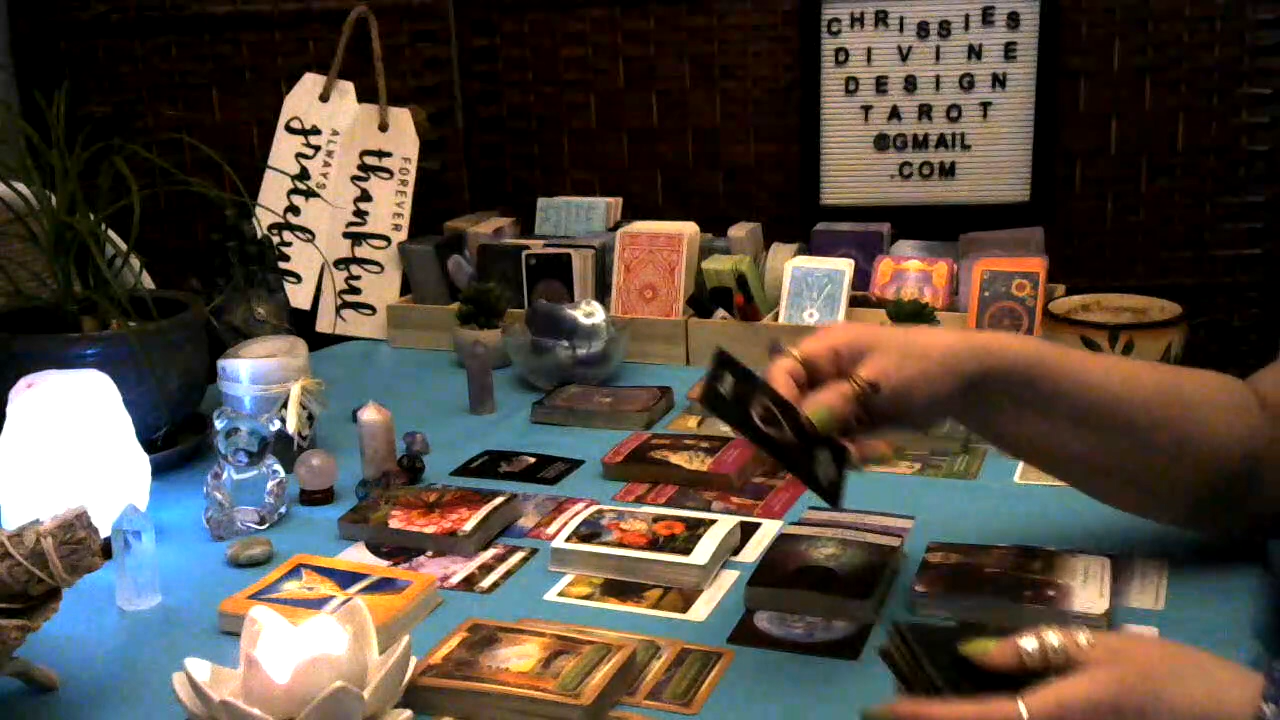 CHRISSIES
DIVINE
DESIGN
TAROT
@GMAIL
.COM
ALWAYS
grateful
FOREVER
thankful